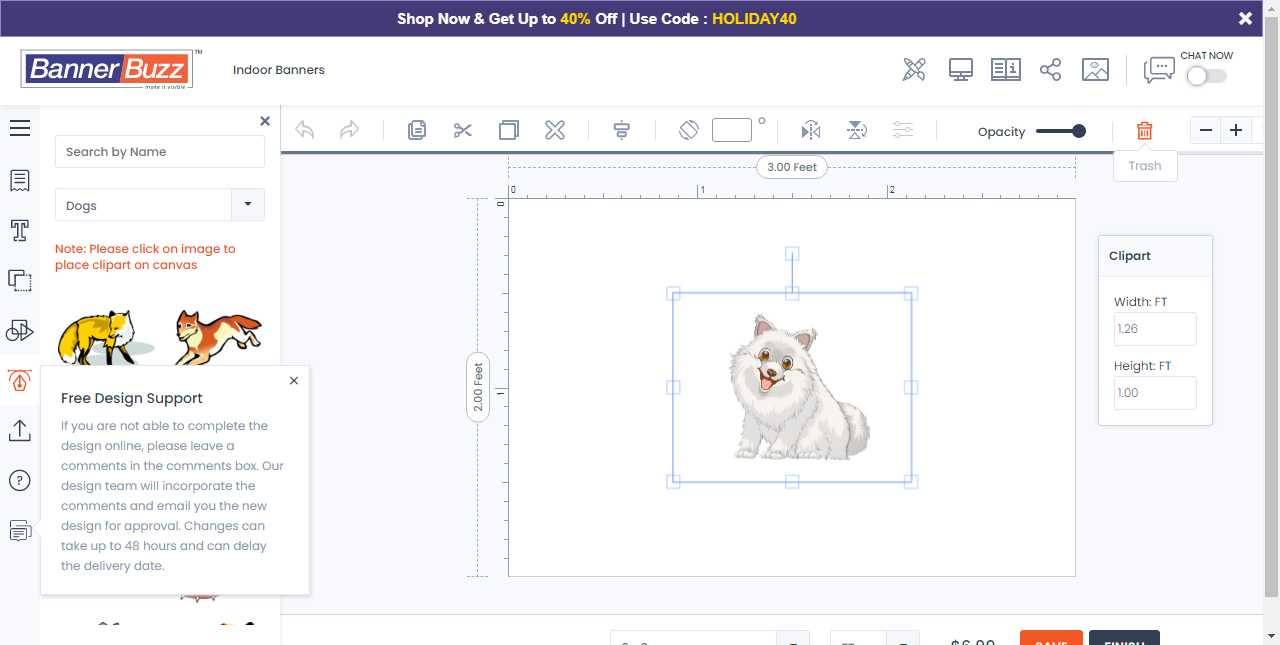 Shop Now & Get Up to 40% Off | Use Code : HOLIDAY40
BannerBuzz
TM
make it visible
Indoor Banners
CHAT NOW
Search by Name
Dogs
Note: Please click on image to
place clipart on canvas
Opacity
Trash
3.00 Feet
0 1 2
0
1
2.00 Feet
Clipart
Width: FT
1.26
Height: FT
1.00
Free Design Support
If you are not able to complete the
design online, please leave a
comments in the comments box. Our
design team will incorporate the
comments and email you the new
design for approval. Changes can
take up to 48 hours and can delay
the delivery date.
$6.99
SAVE
FINISH